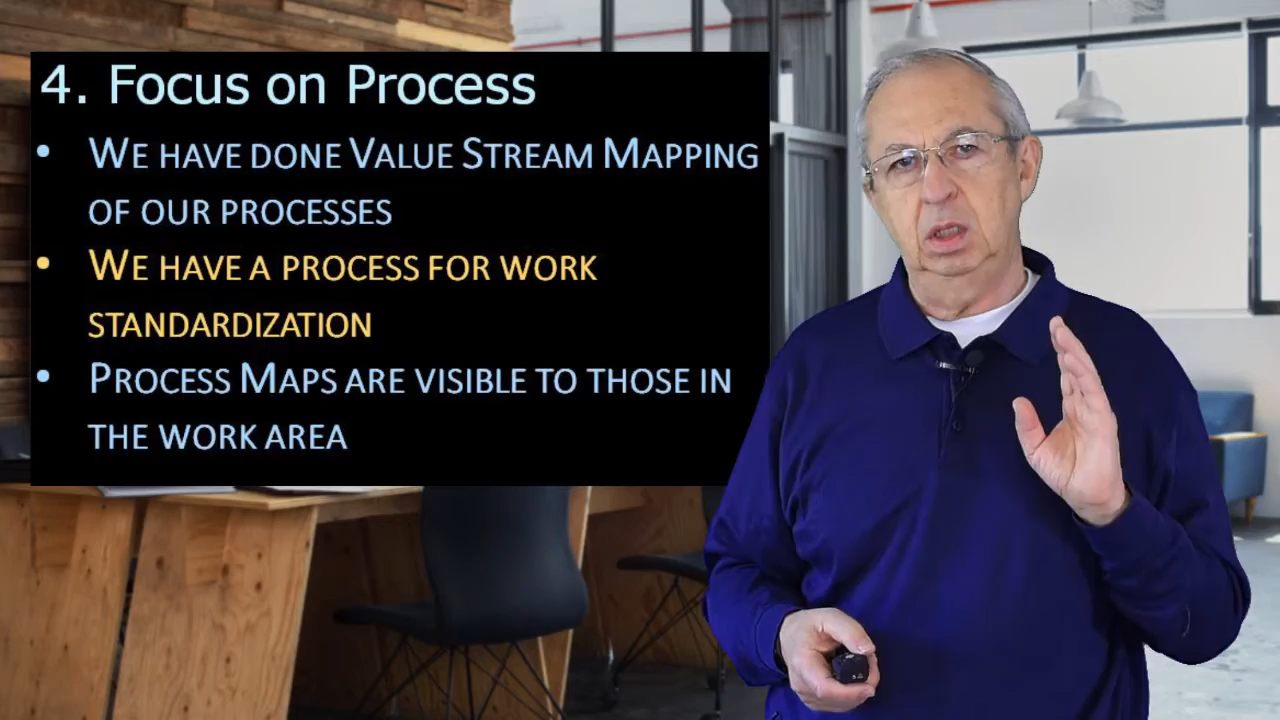 4. Focus on Process
• We have done Value Stream Mapping
of our processes
• We have a process for work
standardization
• Process Maps are visible to those in
the work area